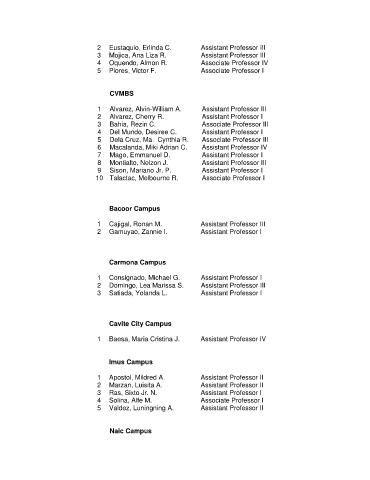 2 Eustaquio, Erlinda C. Assistant Professor III
3 Mojica, Ana Liza R. Assistant Professor III
4 Oquendo, Almon R. Associate Professor IV
5 Piores, Victor F. Associate Professor I
CVMBS
1 Alvarez, Alvin-William A. Assistant Professor III
2 Alvarez, Cherry R. Assistant Professor I
3 Bahia, Rezin C. Associate Professor III
4 Del Mundo, Desiree C. Assistant Professor I
5 Dela Cruz, Ma. Cynthia R. Associate Professor III
6 Macalanda, Miki Adrian C. Assistant Professor IV
7 Mago, Emmanuel D. Assistant Professor I
8 Montialto, Nelzon J. Assistant Professor III
9 Sison, Mariano Jr. P. Assistant Professor I
10 Talactac, Melbourne R. Associate Professor I
Bacoor Campus
1 Cajigal, Ronan M. Assistant Professor III
2 Gamuyao, Zannie I. Assistant Professor I
Carmona Campus
1 Consignado, Michael G. Assistant Professor I
2 Domingo, Lea Marissa S. Assistant Professor III
3 Satiada, Yolanda L. Assistant Professor I
Cavite City Campus
1 Baesa, Maria Cristina J. Assistant Professor IV
Imus Campus
1 Apostol, Mildred A. Assistant Professor II
2 Marzan, Luisita A. Assistant Professor II
3 Ras, Sixto Jr. N. Assistant Professor I
4 Solina, Alfe M. Associate Professor I
5 Valdez, Luningning A. Assistant Professor II
Naic Campus